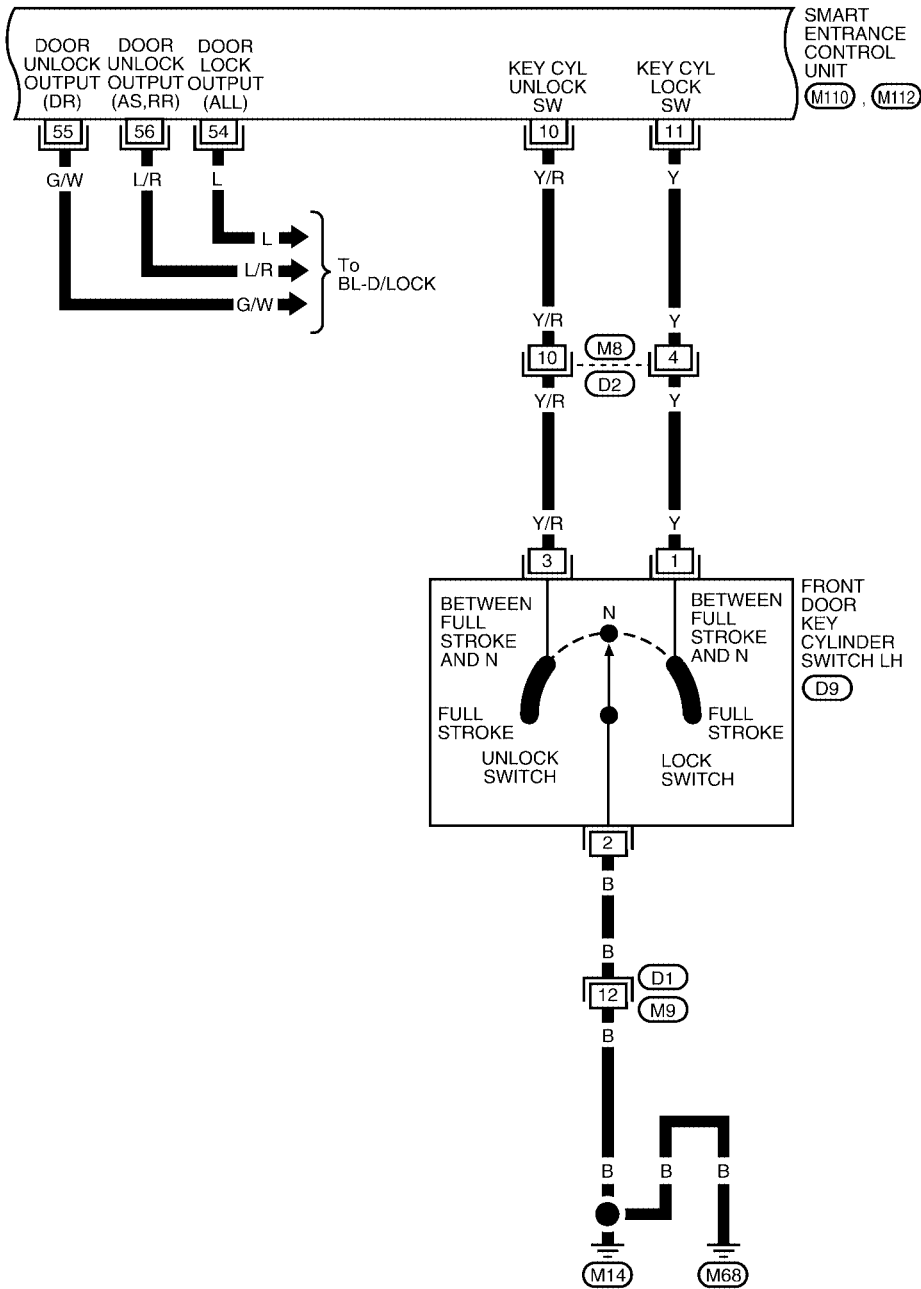 SMART
ENTRANCE
CONTROL
UNIT
M110 , M112
DOOR
UNLOCK
OUTPUT
(DR)
DOOR
UNLOCK
OUTPUT
(AS,RR)
DOOR
LOCK
OUTPUT
(ALL)
KEY CYL
UNLOCK
SW
KEY CYL
LOCK
SW
55
56
54
10
11
G/W
L/R
L
Y/R
Y
L
L/R
G/W
To
BL-D/LOCK
Y/R
Y
10
M8
4
D2
Y/R
Y
Y/R
Y
3
1
FRONT
DOOR
KEY
CYLINDER
SWITCH LH
D9
BETWEEN
FULL
STROKE
AND N
N
BETWEEN
FULL
STROKE
AND N
FULL
STROKE
FULL
STROKE
UNLOCK
SWITCH
LOCK
SWITCH
2
B
B
12
D1
M9
B
B
B
B
M14
M68